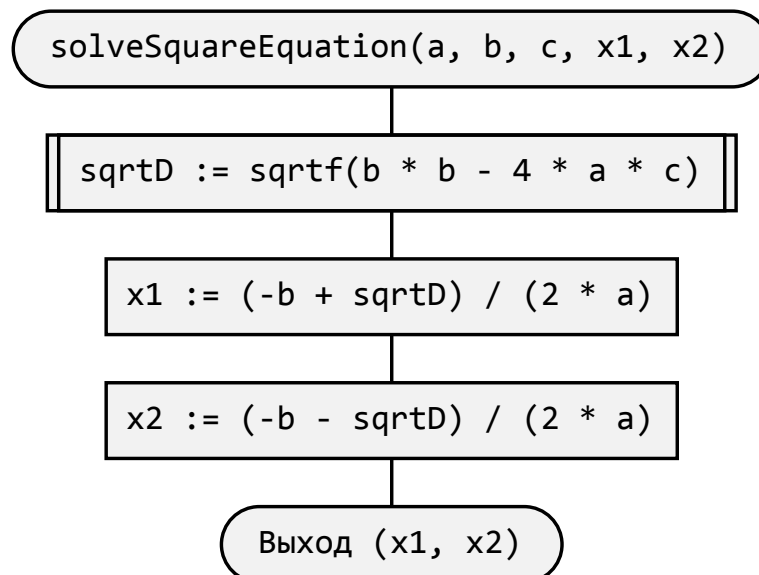 solveSquareEquation(a, b, c, x1, x2)
sqrtD := sqrtf(b * b - 4 * a * c)
x1 := (-b + sqrtD) / (2 * a)
x2 := (-b - sqrtD) / (2 * a)
Выход (x1, x2)